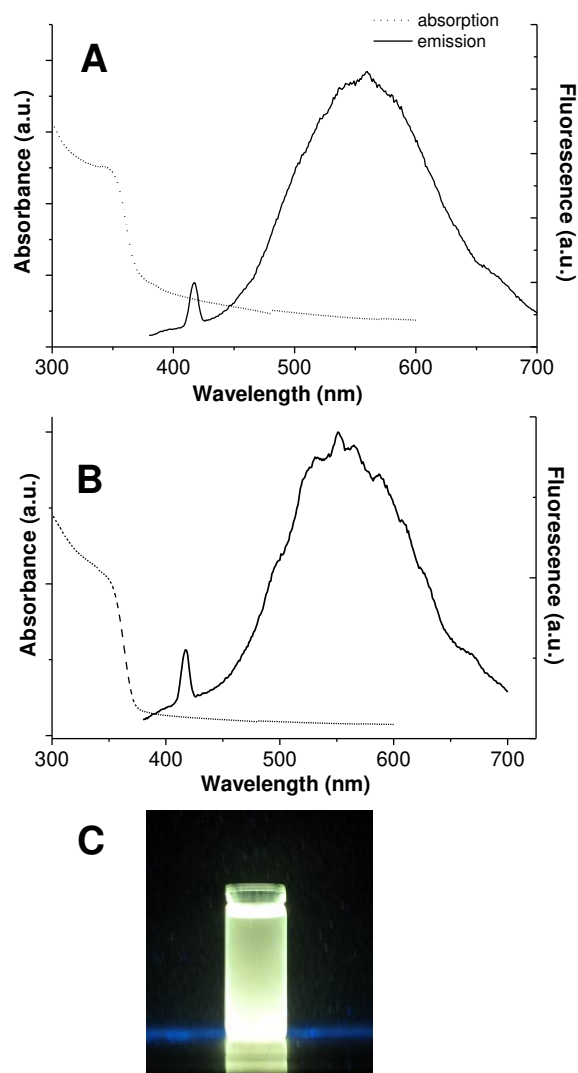 absorption
emission
A
Absorbance (a.u.)
Fluorescence (a.u.)
300 400 500 600 700
Wavelength (nm)
B
Absorbance (a.u.)
Fluorescence (a.u.)
300 400 500 600 700
Wavelength (nm)
C